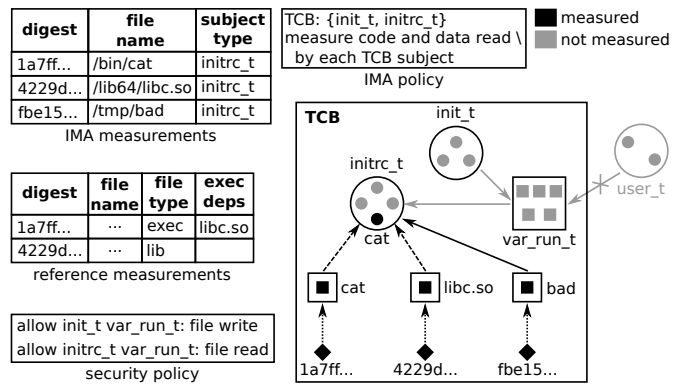 digest file name subject type
1a7ff... /bin/cat initrc_t
4229d... /lib64/libc.so initrc_t
fbe15... /tmp/bad initrc_t
IMA measurements
TCB: {init_t, initrc_t}
measure code and data read \
by each TCB subject
IMA policy
measured
not measured
digest file name file type exec deps
1a7ff... ... exec libc.so
4229d... ... lib
reference measurements
allow init_t var_run_t: file write
allow initrc_t var_run_t: file read
security policy
TCB
init_t
initrc_t
user_t
cat
var_run_t
cat
libc.so
bad
1a7ff...
4229d...
fbe15...